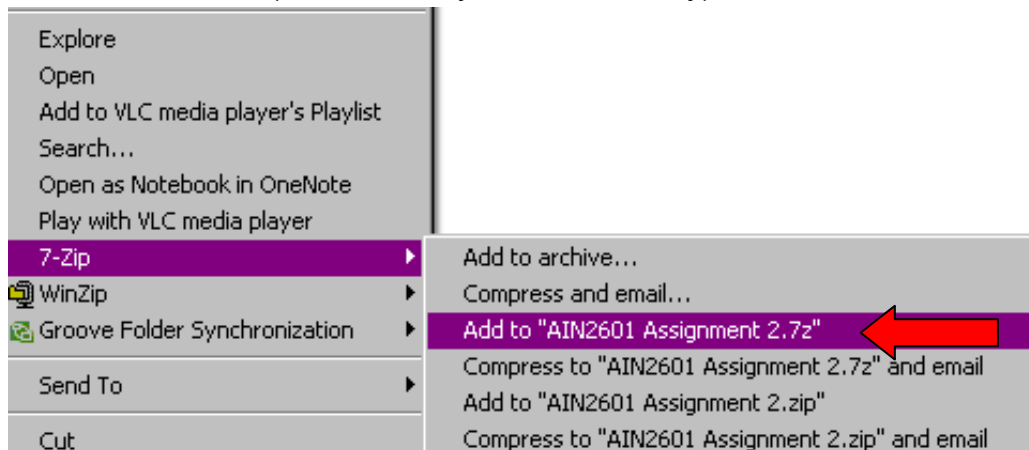 Explore
Open
Add to VLC media player's Playlist
Search...
Open as Notebook in OneNote
Play with VLC media player
7-Zip
WinZip
Groove Folder Synchronization
Send To
Cut
Add to archive...
Compress and email...
Add to "AIN2601 Assignment 2.7z"
Compress to "AIN2601 Assignment 2.7z" and email
Add to "AIN2601 Assignment 2.zip"
Compress to "AIN2601 Assignment 2.zip" and email